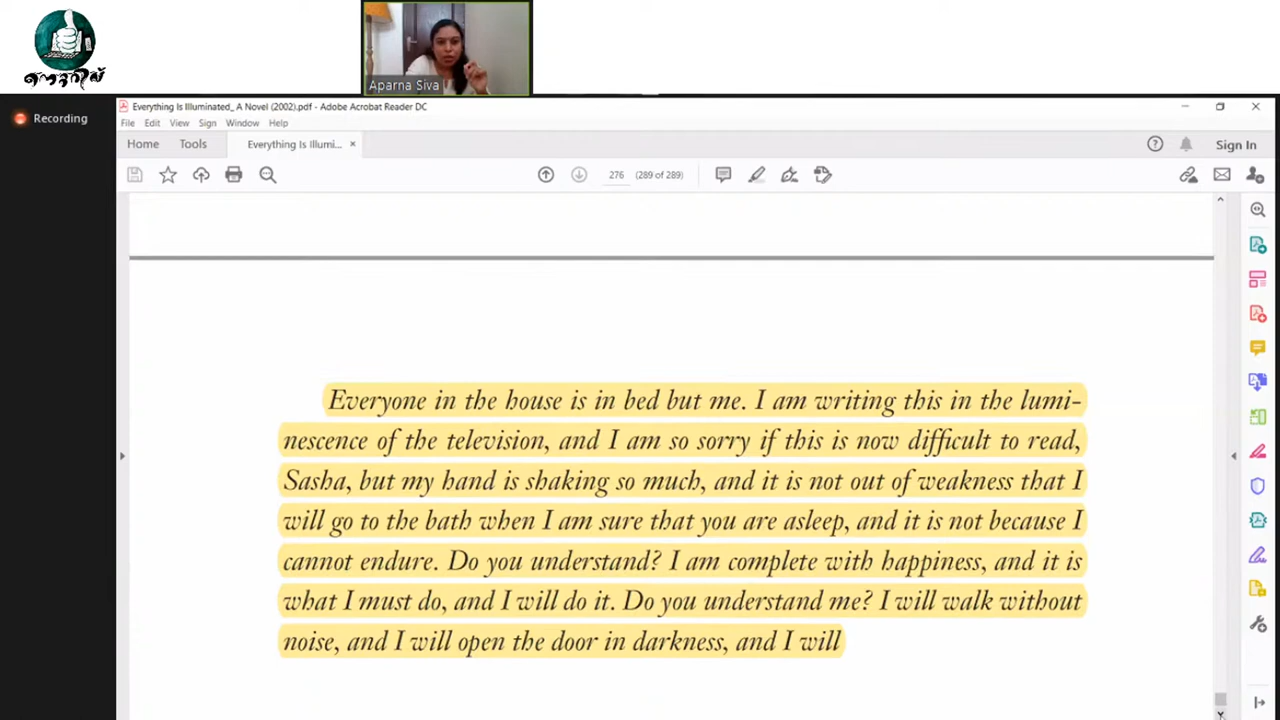 Aparna Siva
Recording
Everything Is Illuminated_ A Novel (2002).pdf - Adobe Acrobat Reader DC
File Edit View Sign Window Help
Home Tools Everything Is Illumi... × Sign In
276 (289 of 289)
Everyone in the house is in bed but me. I am writing this in the lumi-
nescence of the television, and I am so sorry if this is now difficult to read,
Sasha, but my hand is shaking so much, and it is not out of weakness that I
will go to the bath when I am sure that you are asleep, and it is not because I
cannot endure. Do you understand? I am complete with happiness, and it is
what I must do, and I will do it. Do you understand me? I will walk without
noise, and I will open the door in darkness, and I will